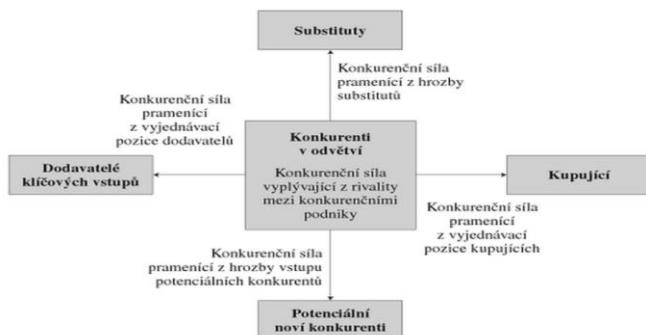 Substituty
Konkurenční síla
pramenící z hrozby
substitutů
Konkurenční síla
pramenící
z vyjednávací
pozice dodavatelů
Konkurenti
v odvětví
Konkurenční síla
vyplývající z rivality
mezi konkurenčními
podniky
Dodavatelé
klíčových vstupů
Kupující
Konkurenční síla
pramenící
z vyjednávací
pozice kupujících
Konkurenční síla
pramenící z hrozby vstupu
potenciálních konkurentů
Potenciální
noví konkurenti